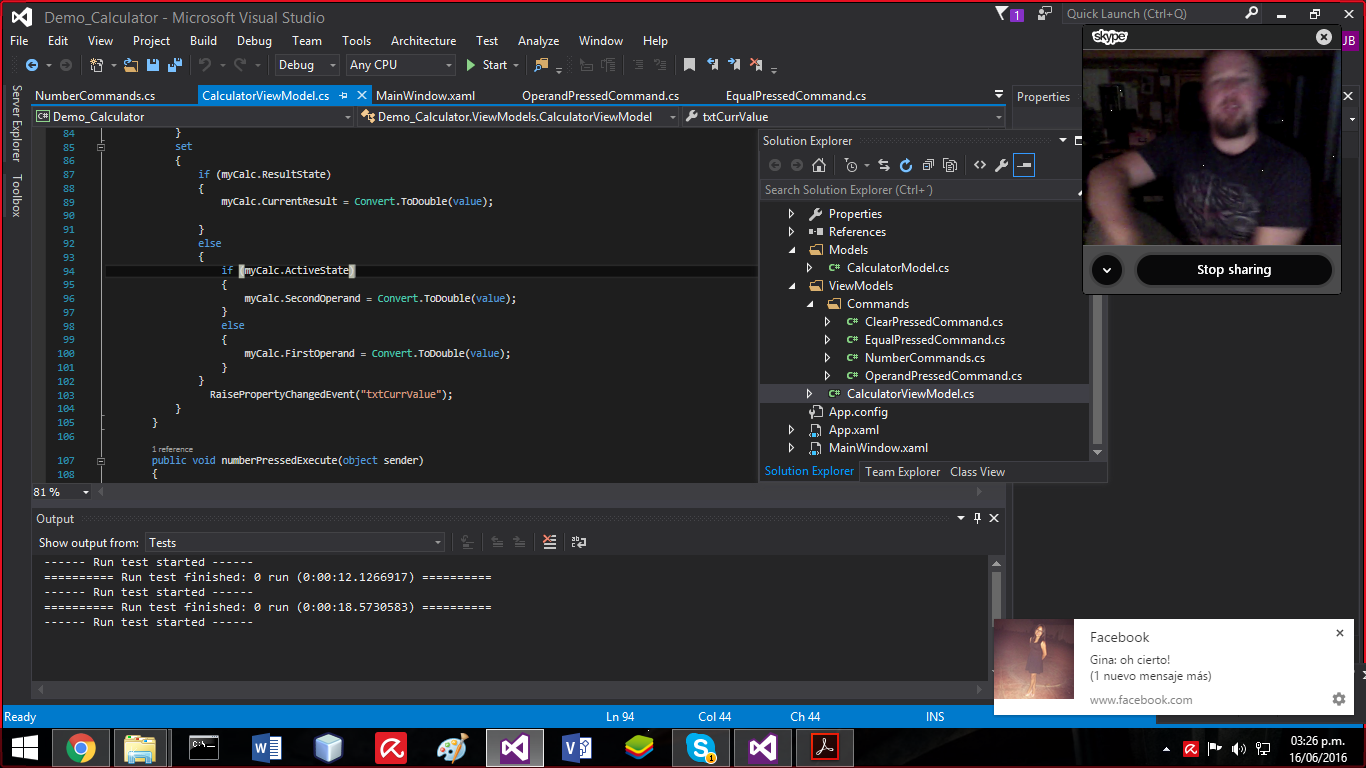 Demo_Calculator - Microsoft Visual Studio
1
Quick Launch (Ctrl+Q)
File Edit View Project Build Debug Team Tools Architecture Test Analyze Window Help
JB
skype
Debug Any CPU Start
NumberCommands.cs CalculatorViewModel.cs MainWindow.xaml OperandPressedCommand.cs EqualPressedCommand.cs
Properties
Server Explorer
Toolbox
Demo_Calculator Demo_Calculator.ViewModels.CalculatorViewModel txtCurrValue
84 }
85 set
86 {
87 if (myCalc.ResultState)
88 {
89 myCalc.CurrentResult = Convert.ToDouble(value);
90
91 }
92 else
93 {
94 if (myCalc.ActiveState)
95 {
96 myCalc.SecondOperand = Convert.ToDouble(value);
97 }
98 else
99 {
100 myCalc.FirstOperand = Convert.ToDouble(value);
101 }
102 }
103 RaisePropertyChangedEvent("txtCurrValue");
104 }
105 }
106
1 reference
107 public void numberPressedExecute(object sender)
108 {
81 %
Solution Explorer
Search Solution Explorer (Ctrl+´)
Properties
References
Models
C# CalculatorModel.cs
ViewModels
Commands
C# ClearPressedCommand.cs
C# EqualPressedCommand.cs
C# NumberCommands.cs
C# OperandPressedCommand.cs
C# CalculatorViewModel.cs
App.config
App.xaml
MainWindow.xaml
Solution Explorer Team Explorer Class View
Stop sharing
Output
Show output from: Tests
------ Run test started ------
========== Run test finished: 0 run (0:00:12.1266917) ==========
------ Run test started ------
========== Run test finished: 0 run (0:00:18.5730583) ==========
------ Run test started ------
Facebook
Gina: oh cierto!
(1 nuevo mensaje más)
www.facebook.com
Ready Ln 94 Col 44 Ch 44 INS
1
03:26 p.m.
16/06/2016